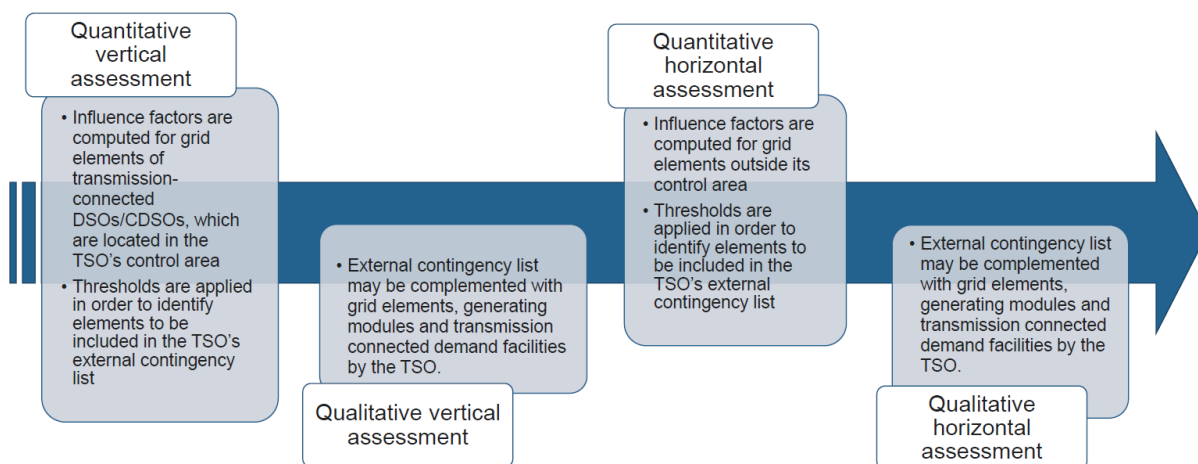 Quantitative
vertical
assessment
• Influence factors are
computed for grid
elements of
transmission-
connected
DSOs/CDSOs, which
are located in the
TSO's control area
• Thresholds are applied
in order to identify
elements to be
included in the TSO's
external contingency
list
• External contingency list
may be complemented with
grid elements, generating
modules and transmission
connected demand facilities
by the TSO.
Qualitative vertical
assessment
Quantitative
horizontal
assessment
• Influence factors are
computed for grid
elements outside its
control area
• Thresholds are
applied in order to
identify elements to
be included in the
TSO's external
contingency list
• External contingency list
may be complemented
with grid elements,
generating modules and
transmission connected
demand facilities by the
TSO.
Qualitative
horizontal
assessment